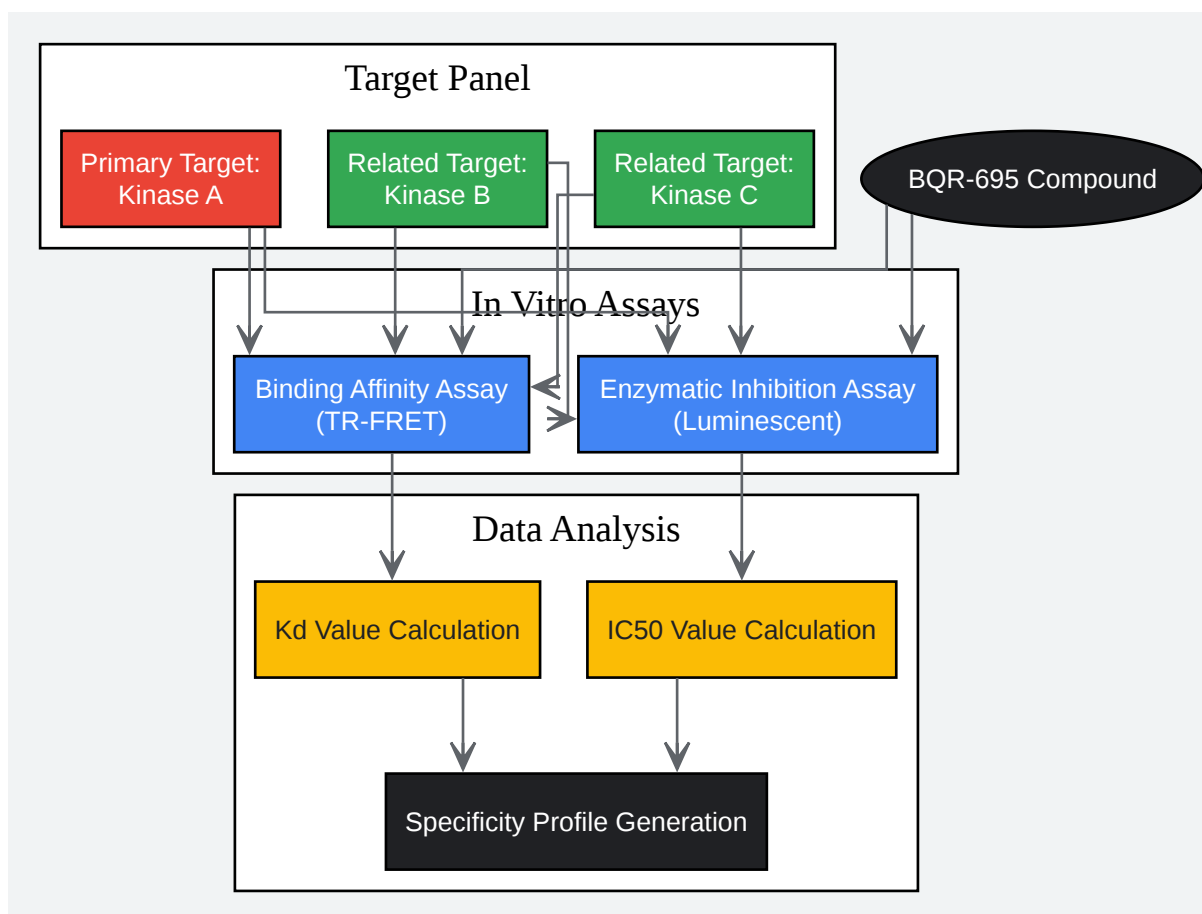 Target Panel
Primary Target:
Kinase A
Related Target:
Kinase B
Related Target:
Kinase C
BQR-695 Compound
In Vitro Assays
Binding Affinity Assay
(TR-FRET)
Enzymatic Inhibition Assay
(Luminescent)
Data Analysis
Kd Value Calculation
IC50 Value Calculation
Specificity Profile Generation